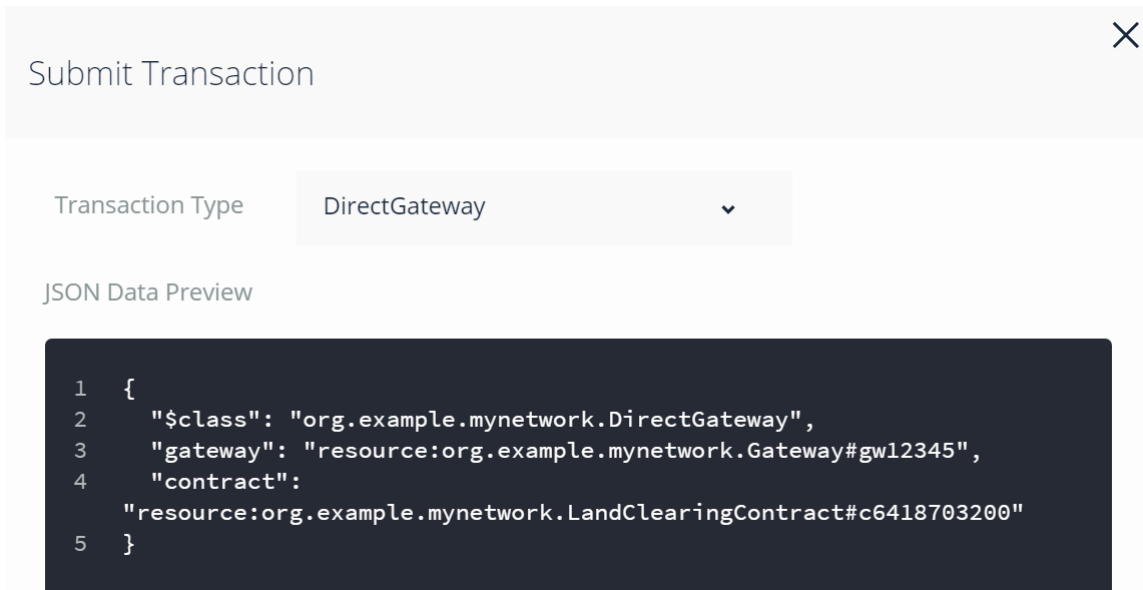 Submit Transaction
Transaction Type
DirectGateway
JSON Data Preview
1 {
2   "$class": "org.example.mynetwork.DirectGateway",
3   "gateway": "resource:org.example.mynetwork.Gateway#gw12345",
4   "contract":
"resource:org.example.mynetwork.LandClearingContract#c6418703200"
5 }